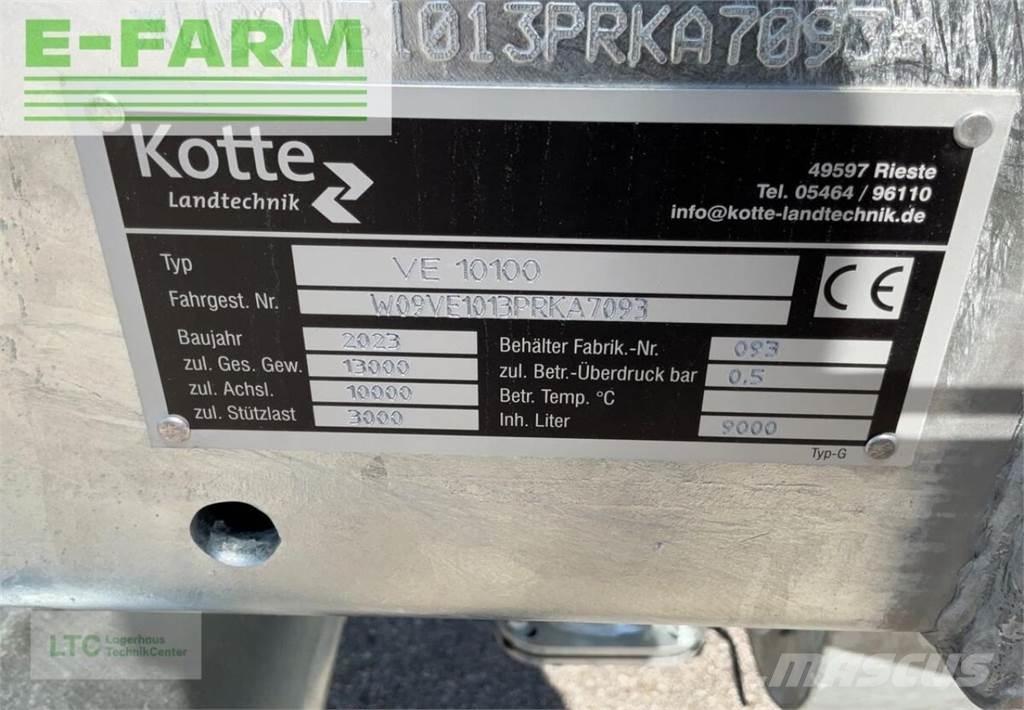 E-FARM
1013PRKA7093*
Kotte
Landtechnik
49597 Rieste
Tel. 05464 / 96110
info@kotte-landtechnik.de
Typ VE 10100
CE
Fahrgest. Nr. W09VE1013PRKA7093
Baujahr 2023
zul. Ges. Gew. 13000
zul. Achsl. 10000
zul. Stützlast 3000
Behälter Fabrik.-Nr. 093
zul. Betr.-Überdruck bar 0.5
Betr. Temp. °C
Inh. Liter 9000
Typ-G
LTC Lagerhaus
TechnikCenter
MASCUS